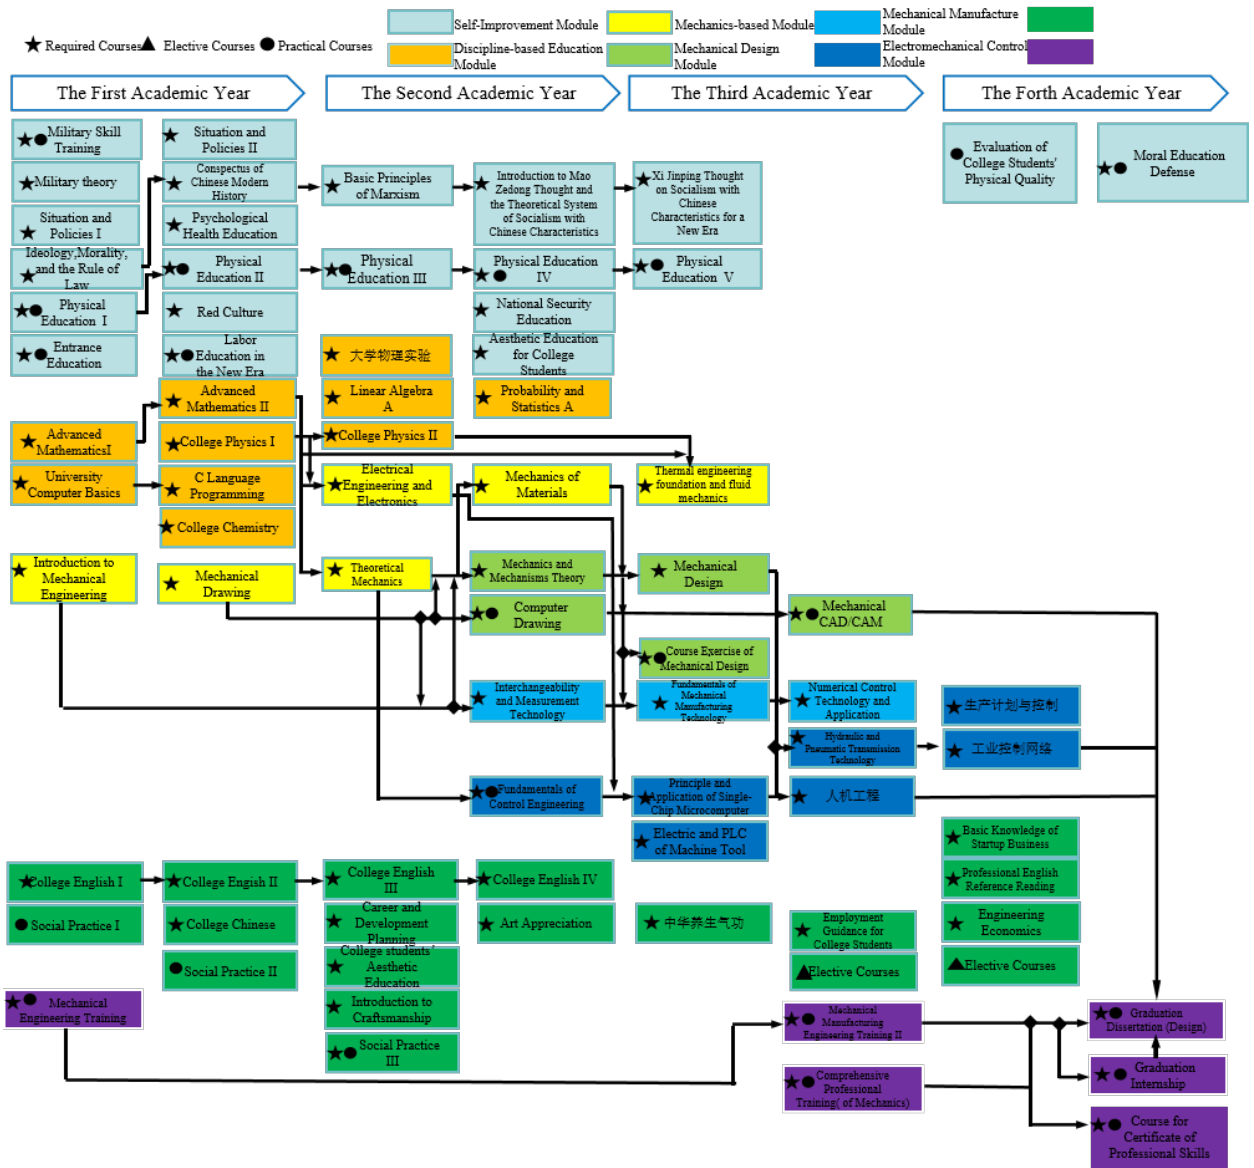 Required Courses
Elective Courses
Practical Courses
Self-Improvement Module
Mechanics-based Module
Mechanical Manufacture
Module
Discipline-based Education
Module
Mechanical Design
Module
Electromechanical Control
Module
The First Academic Year
The Second Academic Year
The Third Academic Year
The Forth Academic Year
Military Skill
Training
Situation and
Policies II
Evaluation of
College Students'
Physical Quality
Moral Education
Defense
Military theory
Conspectus of
Chinese Modern
History
Basic Principles
of Marxism
Introduction to Mao
Zedong Thought and
the Theoretical System
of Socialism with
Chinese Characteristics
Xi Jinping Thought
on Socialism with
Chinese
Characteristics for a
New Era
Situation and
Policies I
Psychological
Health Education
Ideology,Morality,
and the Rule of
Law
Physical
Education II
Physical
Education III
Physical Education
IV
Physical
Education V
Physical
Education I
Red Culture
National Security
Education
Entrance
Education
Labor
Education in
the New Era
大学物理实验
Aesthetic Education
for College
Students
Advanced
Mathematics II
Linear Algebra
A
Probability and
Statistics A
Advanced
MathematicsI
College Physics I
College Physics II
University
Computer Basics
C Language
Programming
Electrical
Engineering and
Electronics
Mechanics
of Materials
Thermal engineering
foundation and fluid
mechanics
College Chemistry
Introduction to
Mechanical
Engineering
Mechanical
Drawing
Theoretical
Mechanics
Mechanics and
Mechanisms Theory
Mechanical
Design
Computer
Drawing
Mechanical
CAD/CAM
Course Exercise of
Mechanical Design
Interchangeability
and Measurement
Technology
Fundamentals of
Mechanical
Manufacturing
Technology
Numerical Control
Technology and
Application
生产计划与控制
Hydraulic and
Pneumatic Transmission
Technology
工业控制网络
Fundamentals of
Control Engineering
Principle and
Application of Single-
Chip Microcomputer
人机工程
Electric and PLC
of Machine Tool
Basic Knowledge of
Startup Business
College English I
College Engish II
College English
III
College English IV
Professional English
Reference Reading
Social Practice I
College Chinese
Career and
Development
Planning
Art Appreciation
中华养生气功
Employment
Guidance for
College Students
Engineering
Economics
Social Practice II
College students'
Aesthetic
Education
Elective Courses
Elective Courses
Mechanical
Engineering Training
Introduction to
Craftsmanship
Mechanical
Manufacturing
Engineering Training II
Graduation
Dissertation (Design)
Social Practice
III
Comprehensive
Professional
Training( of Mechanics)
Graduation
Internship
Course for
Certificate of
Professional Skills